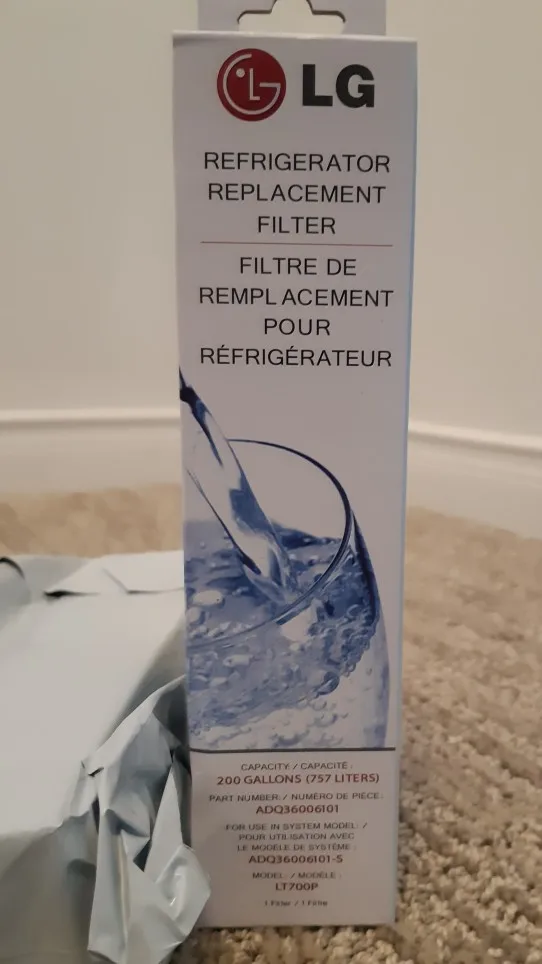 LG
REFRIGERATOR
REPLACEMENT
FILTER
FILTRE DE
REMPLACEMENT
POUR
RÉFRIGÉRATEUR
CAPACITY: / CAPACITÉ :
200 GALLONS (757 LITERS)
PART NUMBER: / NUMÉRO DE PIÈCE:
ADQ36006101
FOR USE IN SYSTEM MODEL: /
POUR UTILISATION AVEC
LE MODÈLE DE SYSTÈME :
ADQ36006101-S
MODEL: / MODÈLE :
LT700P
1 Filter / 1 Filtre